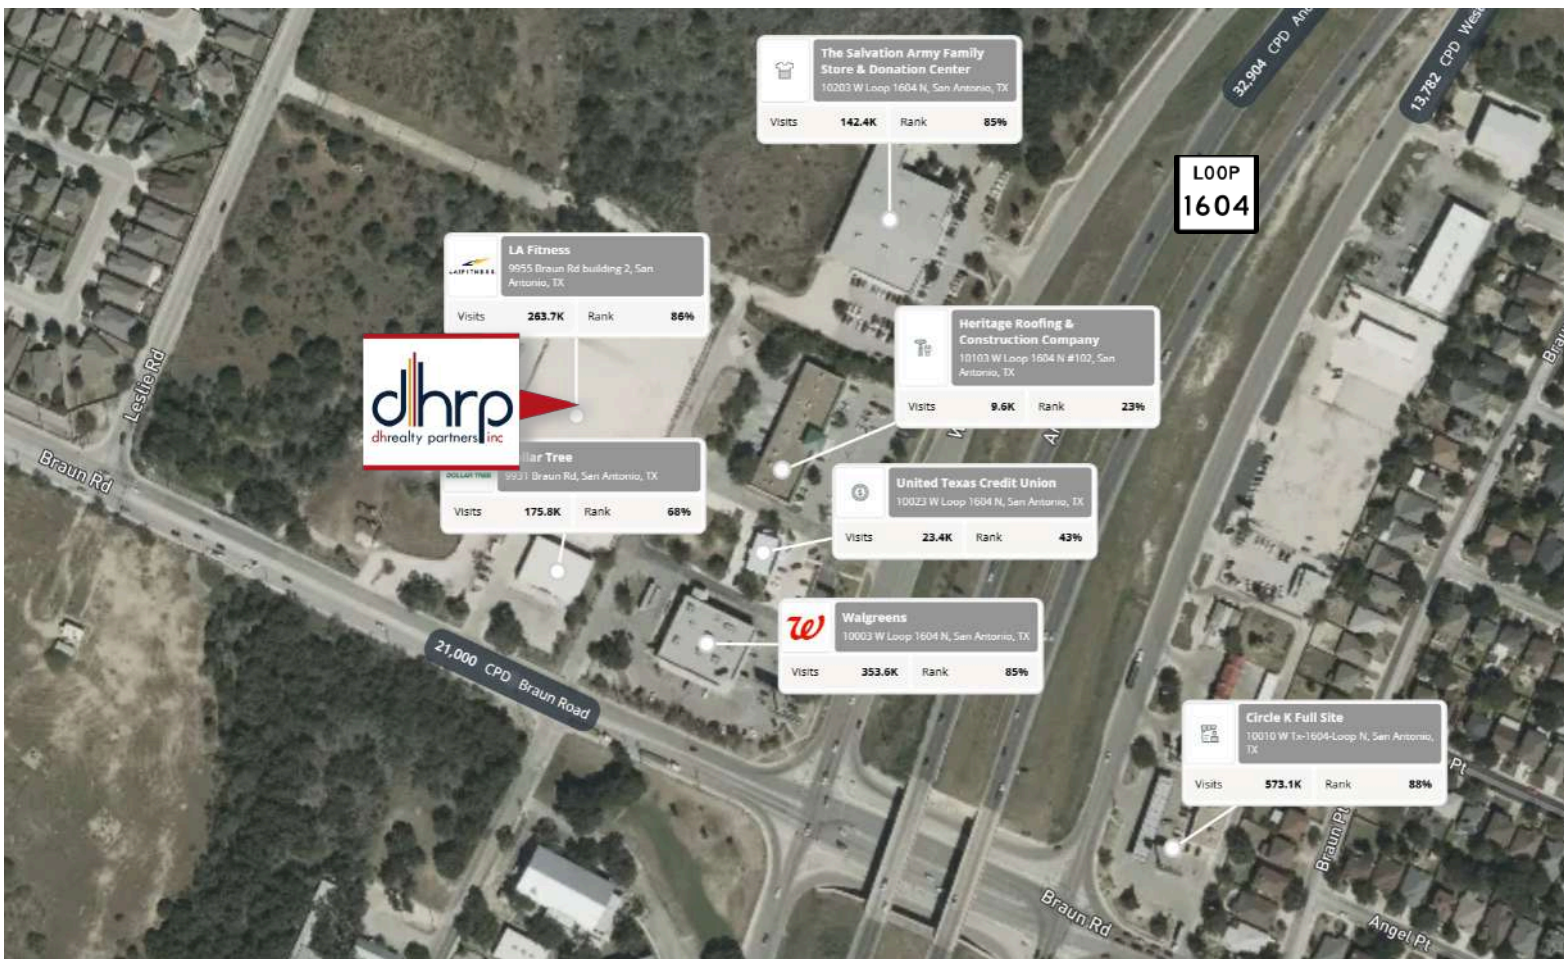 The Salvation Army Family
Store & Donation Center
10203 W Loop 1604 N, San Antonio, TX
Visits 142.4K Rank 85%
32,904 CPD
13,782 CPD
LOOP
1604
LA Fitness
9955 Braun Rd building 2, San
Antonio, TX
LA FITNESS
Visits 263.7K Rank 86%
Heritage Roofing &
Construction Company
10103 W Loop 1604 N #102, San
Antonio, TX
Visits 9.6K Rank 23%
Leslie Rd
dhrp
dhrealty partners inc
Braun Rd
llar Tree
DOLLAR TREE
9931 Braun Rd, San Antonio, TX
Visits 175.8K Rank 68%
United Texas Credit Union
10023 W Loop 1604 N, San Antonio, TX
Visits 23.4K Rank 43%
Walgreens
10003 W Loop 1604 N, San Antonio, TX
W
Visits 353.6K Rank 85%
21,000 CPD Braun Road
Circle K Full Site
10010 W Tx-1604-Loop N, San Antonio,
TX
Visits 573.1K Rank 88%
Pt
Braun Pt
Braun Rd
Angel Pt